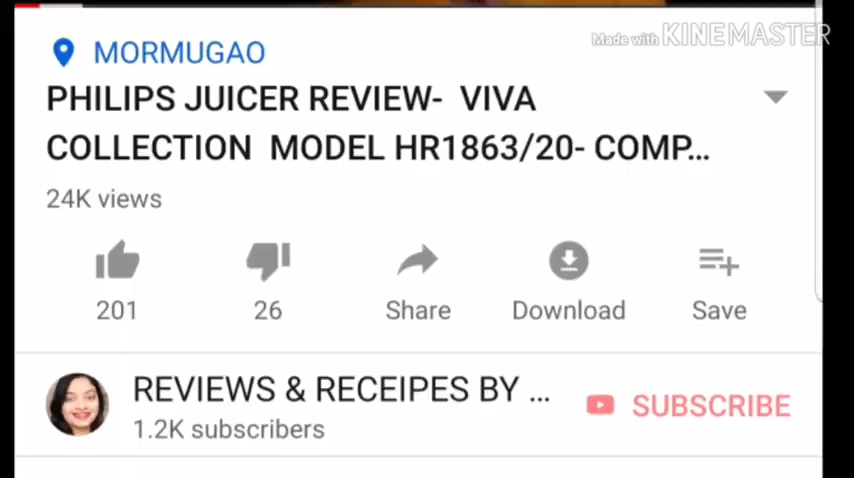 Made with KINEMASTER
MORMUGAO
PHILIPS JUICER REVIEW- VIVA
COLLECTION MODEL HR1863/20- COMP...
24K views
201
26
Share
Download
Save
REVIEWS & RECEIPES BY ...
SUBSCRIBE
1.2K subscribers